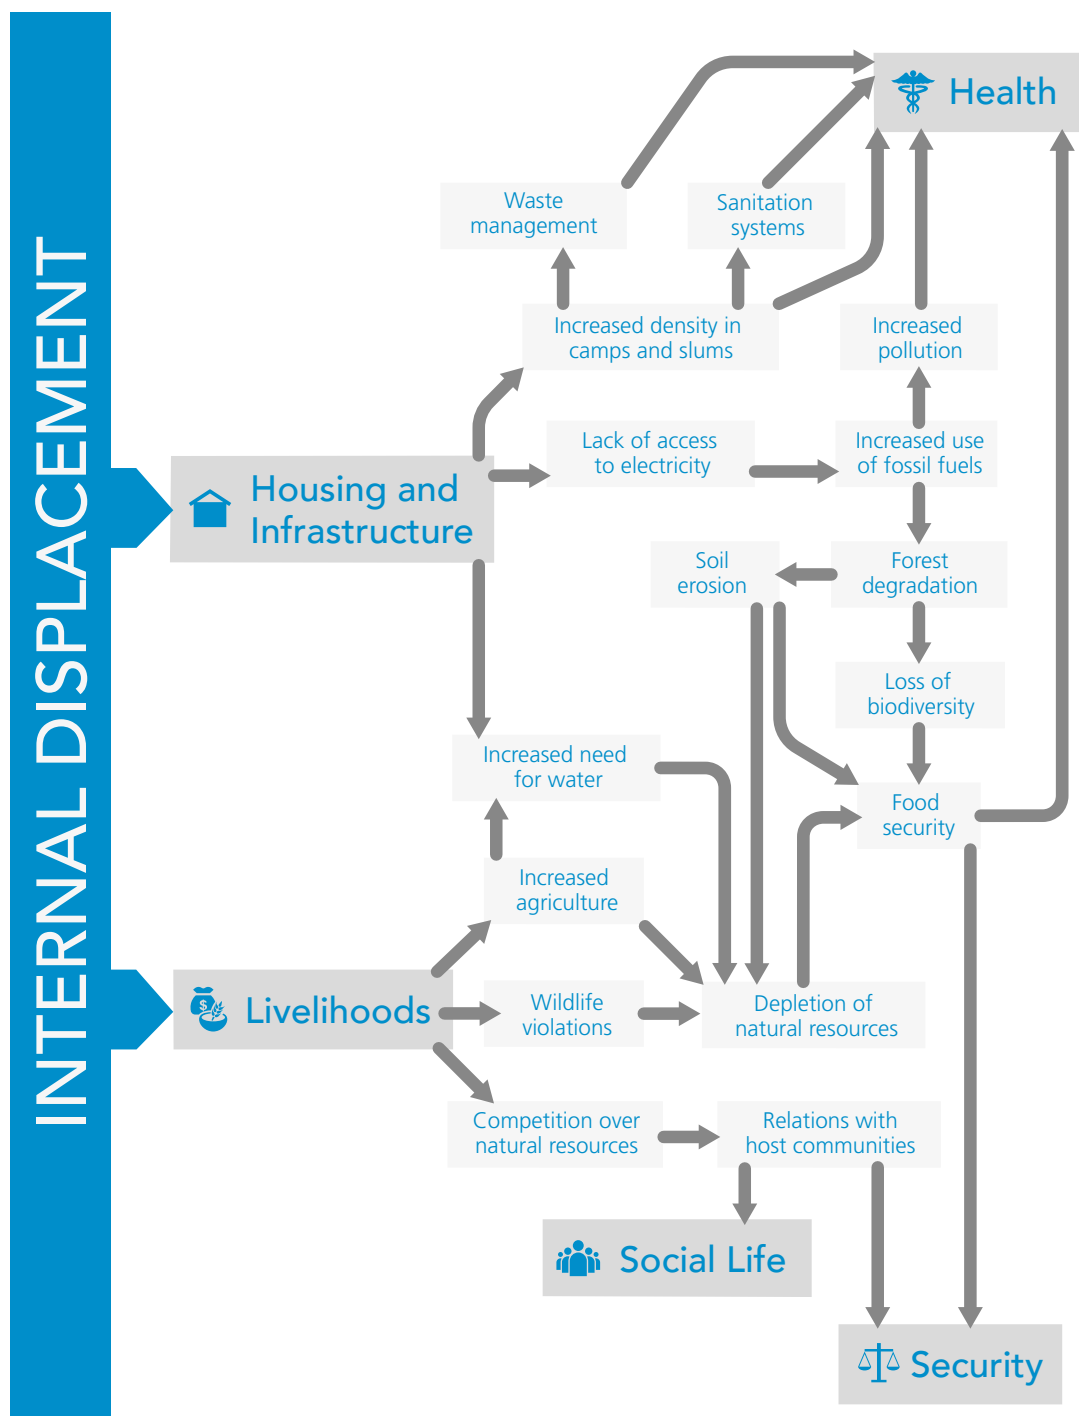 INTERNAL DISPLACEMENT
Health
Waste
management
Sanitation
systems
Increased density in
camps and slums
Increased
pollution
Lack of access
to electricity
Increased use
of fossil fuels
Housing and
Infrastructure
Soil
erosion
Forest
degradation
Loss of
biodiversity
Increased need
for water
Food
security
Increased
agriculture
Livelihoods
$
Wildlife
violations
Depletion of
natural resources
Competition over
natural resources
Relations with
host communities
Social Life
Security